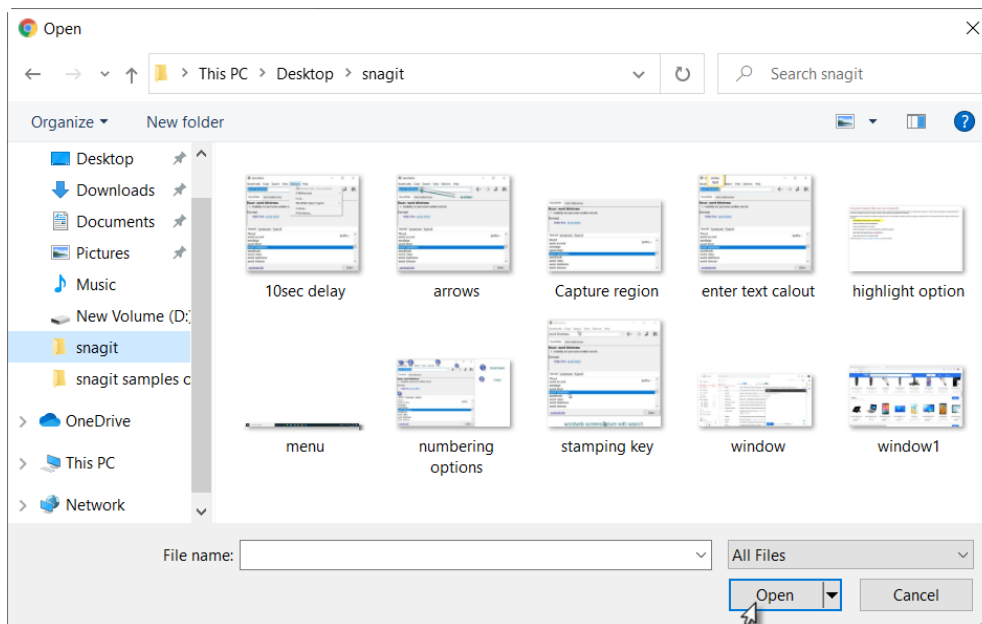 Open
This PC > Desktop > snagit
Search snagit
Organize
New folder
Desktop
Downloads
Documents
Pictures
Music
New Volume (D:)
snagit
snagit samples c
OneDrive
This PC
Network
10sec delay
arrows
Capture region
enter text calout
highlight option
menu
numbering
options
stamping key
window
window1
File name:
All Files
Open
Cancel